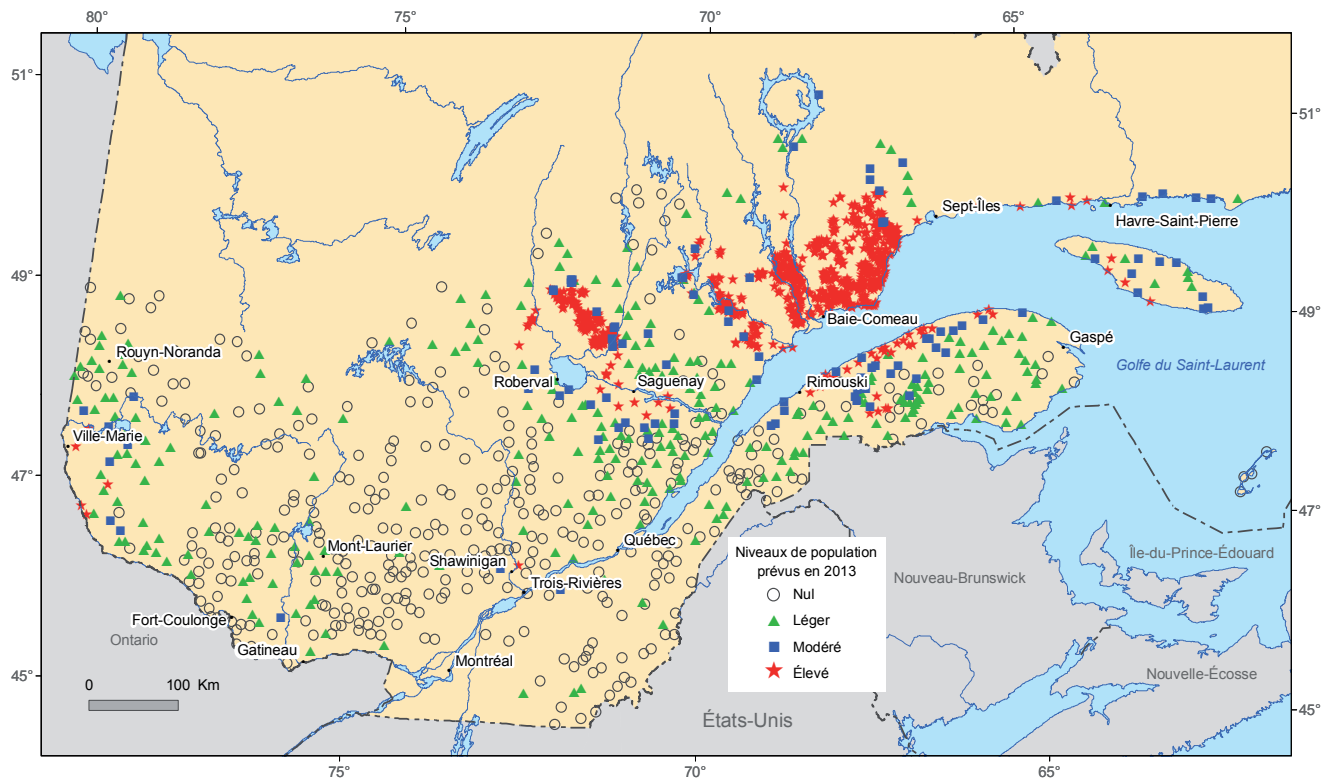 80°
75°
70°
65°
51°
51°
Sept-Îles
Havre-Saint-Pierre
49°
49°
Baie-Comeau
Gaspé
Rouyn-Noranda
Golfe du Saint-Laurent
Roberval
Saguenay
Rimouski
Ville-Marie
47°
47°
Québec
Mont-Laurier
Shawinigan
Trois-Rivières
Niveaux de population
prévus en 2013
Nul
Léger
Modéré
Élevé
Île-du-Prince-Édouard
Nouveau-Brunswick
Fort-Coulonge
Ontario
Gatineau
Montréal
Nouvelle-Écosse
45°
45°
0 100 Km
États-Unis
75°
70°
65°